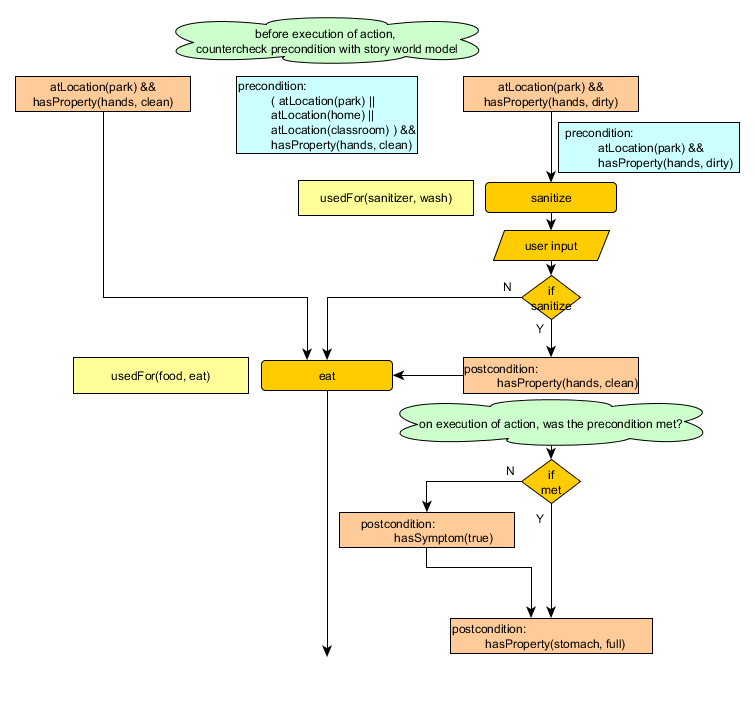 before execution of action,
countercheck precondition with story world model
atLocation(park) &&
hasProperty(hands, clean)
precondition:
( atLocation(park) ||
atLocation(home) ||
atLocation(classroom) ) &&
hasProperty(hands, clean)
atLocation(park) &&
hasProperty(hands, dirty)
precondition:
atLocation(park) &&
hasProperty(hands, dirty)
usedFor(sanitizer, wash)
sanitize
user input
N
if
sanitize
Y
usedFor(food, eat)
eat
postcondition:
hasProperty(hands, clean)
on execution of action, was the precondition met?
N
if
met
Y
postcondition:
hasSymptom(true)
postcondition:
hasProperty(stomach, full)